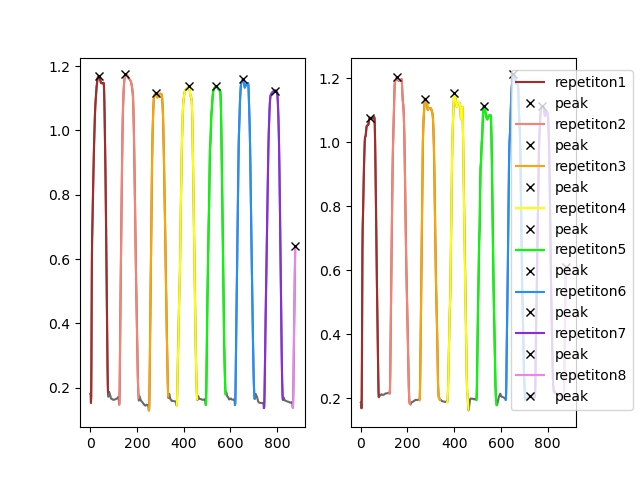 1.2
1.0
0.8
0.6
0.4
0.2
0 200 400 600 800
1.2
1.0
0.8
0.6
0.4
0.2
0 200 400 600 800
repetiton1
peak
repetiton2
peak
repetiton3
peak
repetiton4
peak
repetiton5
peak
repetiton6
peak
repetiton7
peak
repetiton8
peak